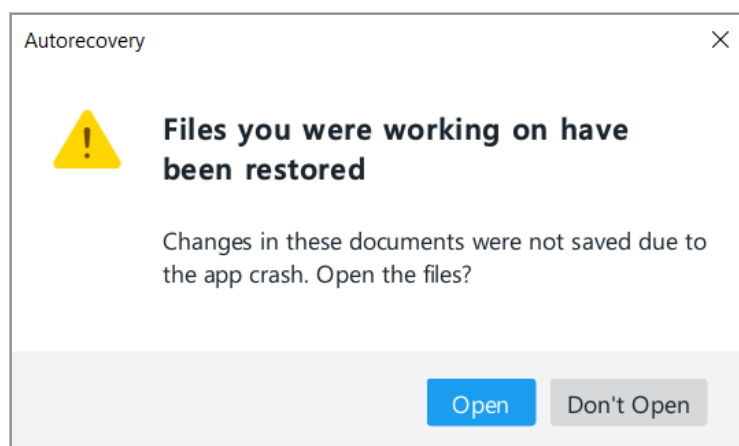 Autorecovery
Files you were working on have
been restored
Changes in these documents were not saved due to
the app crash. Open the files?
Open
Don't Open